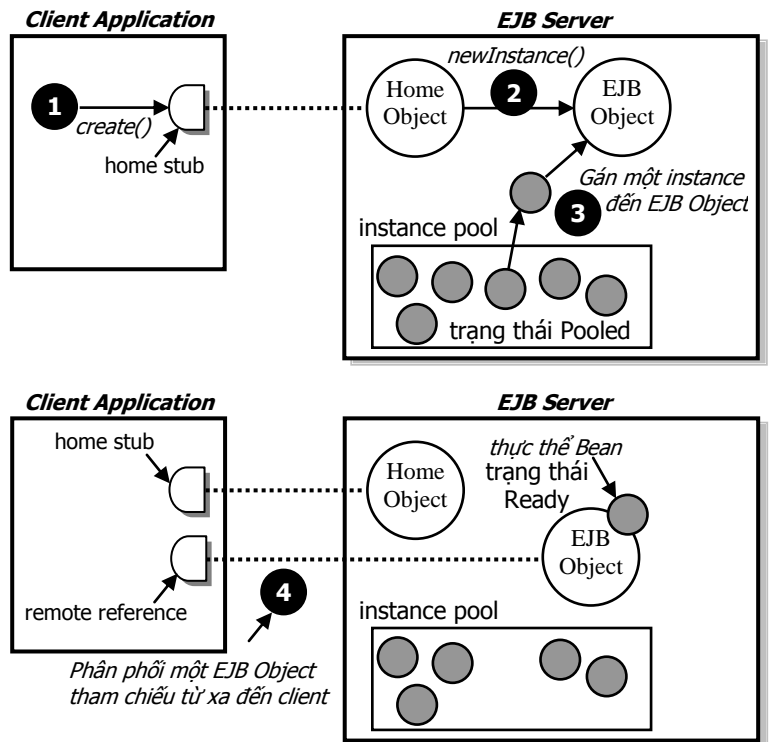 Client Application
EJB Server
newInstance()
Home
Object
EJB
Object
1
2
create()
home stub
Gán một instance
đến EJB Object
3
instance pool
trạng thái Pooled
Client Application
EJB Server
home stub
thực thể Bean
trạng thái
Ready
Home
Object
EJB
Object
remote reference
4
instance pool
Phân phối một EJB Object
tham chiếu từ xa đến client